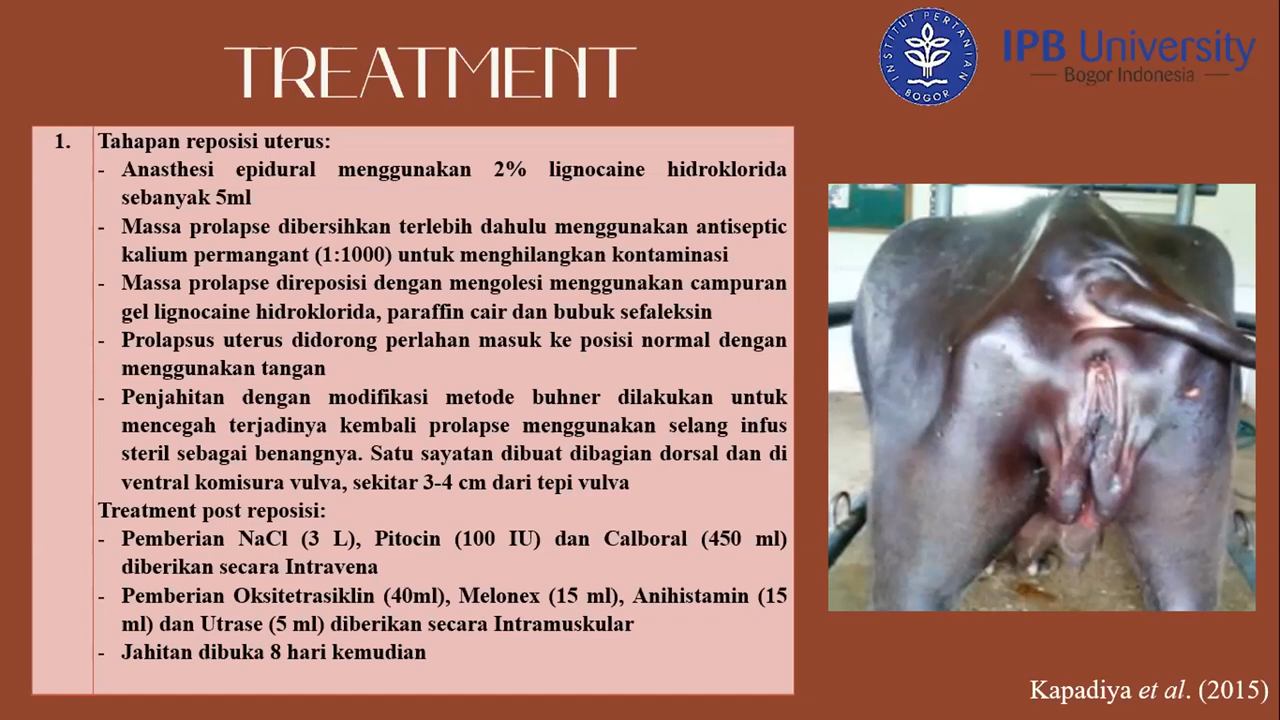 TREATMENT
INSTITUT PERTANIAN
BOGOR
IPB University
Bogor Indonesia
1. Tahapan reposisi uterus:
- Anasthesi epidural menggunakan 2% lignocaine hidroklorida
sebanyak 5ml
- Massa prolapse dibersihkan terlebih dahulu menggunakan antiseptic
kalium permangant (1:1000) untuk menghilangkan kontaminasi
- Massa prolapse direposisi dengan mengolesi menggunakan campuran
gel lignocaine hidroklorida, paraffin cair dan bubuk sefaleksin
- Prolapsus uterus didorong perlahan masuk ke posisi normal dengan
menggunakan tangan
- Penjahitan dengan modifikasi metode buhner dilakukan untuk
mencegah terjadinya kembali prolapse menggunakan selang infus
steril sebagai benangnya. Satu sayatan dibuat dibagian dorsal dan di
ventral komisura vulva, sekitar 3-4 cm dari tepi vulva
Treatment post reposisi:
- Pemberian NaCl (3 L), Pitocin (100 IU) dan Calboral (450 ml)
diberikan secara Intravena
- Pemberian Oksitetrasiklin (40ml), Melonex (15 ml), Anihistamin (15
ml) dan Utrase (5 ml) diberikan secara Intramuskular
- Jahitan dibuka 8 hari kemudian
Kapadiya et al. (2015)